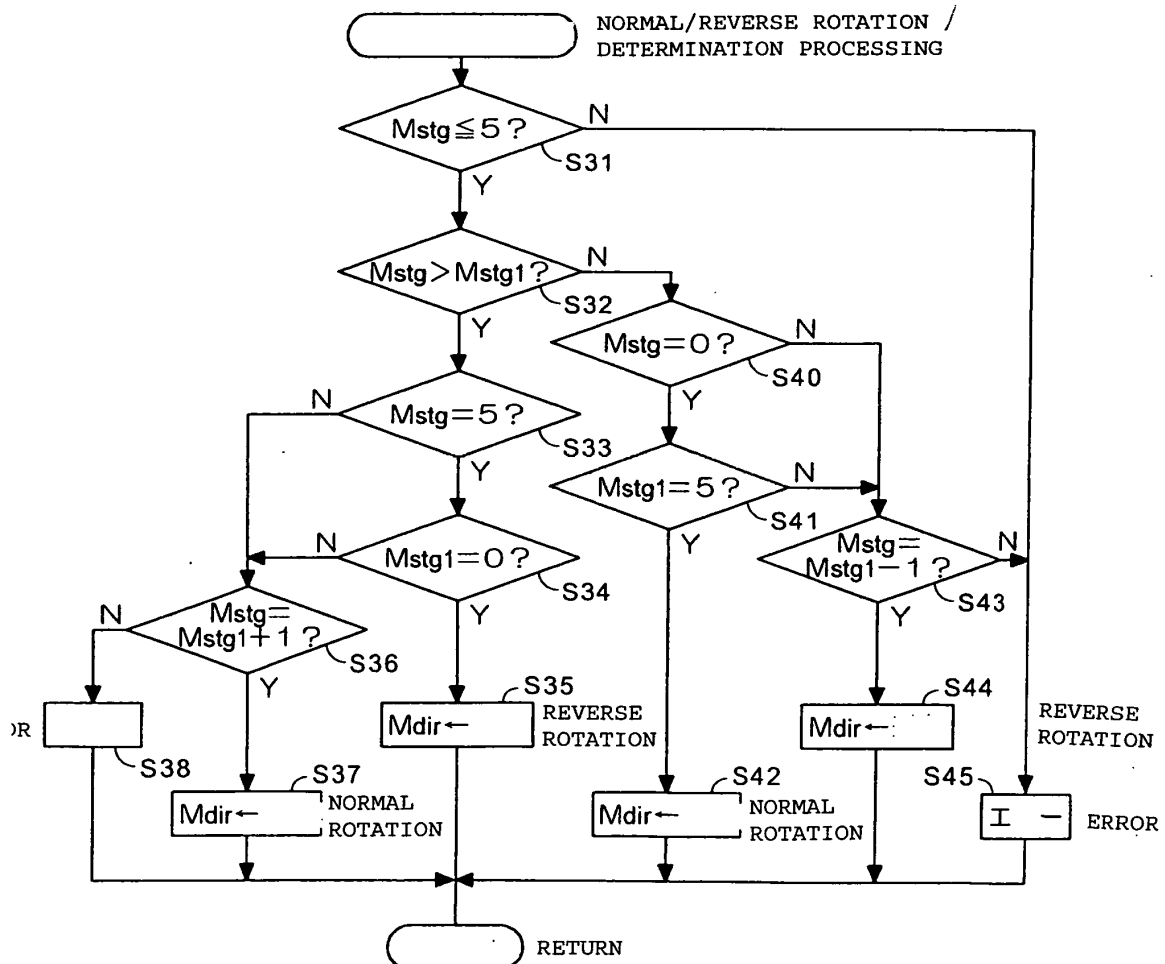 NORMAL/REVERSE ROTATION /
DETERMINATION PROCESSING
Mstg≦5?
N
S31
Y
Mstg>Mstg1?
N
S32
Y
Mstg=0?
N
S40
Y
N
Mstg=5?
S33
Y
Mstg1=5?
N
S41
Y
N
Mstg1=0?
S34
Y
Mstg=
Mstg1-1?
N
S43
Y
N
Mstg=
Mstg1+1?
S36
Y
S35
Mdir←
REVERSE
ROTATION
S44
Mdir←
REVERSE
ROTATION
OR
S38
S37
Mdir←
NORMAL
ROTATION
S42
Mdir←
NORMAL
ROTATION
S45
ERROR
RETURN